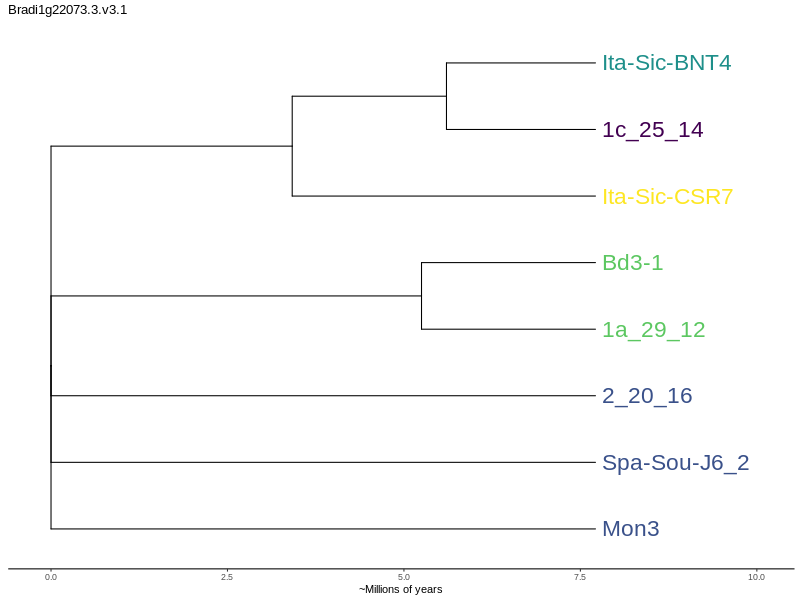 Bradi1g22073.3.v3.1
Ita-Sic-BNT4
1c_25_14
Ita-Sic-CSR7
Bd3-1
1a_29_12
2_20_16
Spa-Sou-J6_2
Mon3
0.0 2.5 5.0 7.5 10.0
~Millions of years